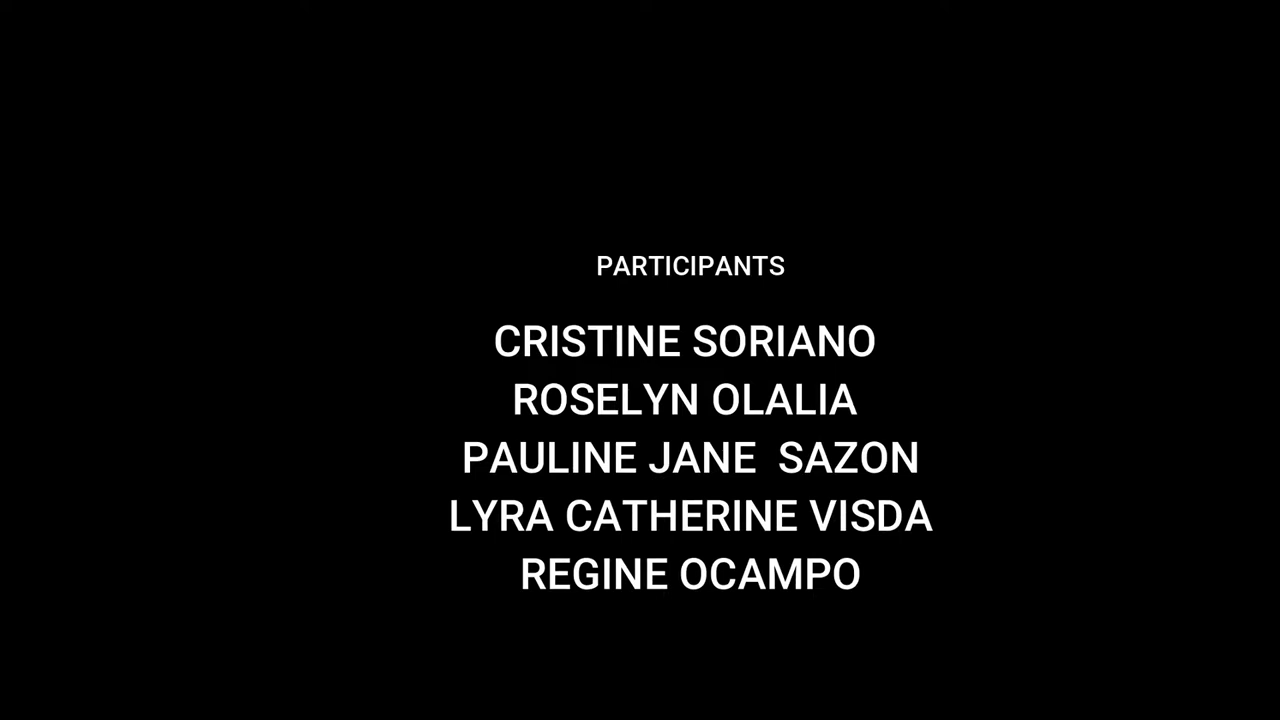 PARTICIPANTS
CRISTINE SORIANO
ROSELYN OLALIA
PAULINE JANE  SAZON
LYRA CATHERINE VISDA
REGINE OCAMPO